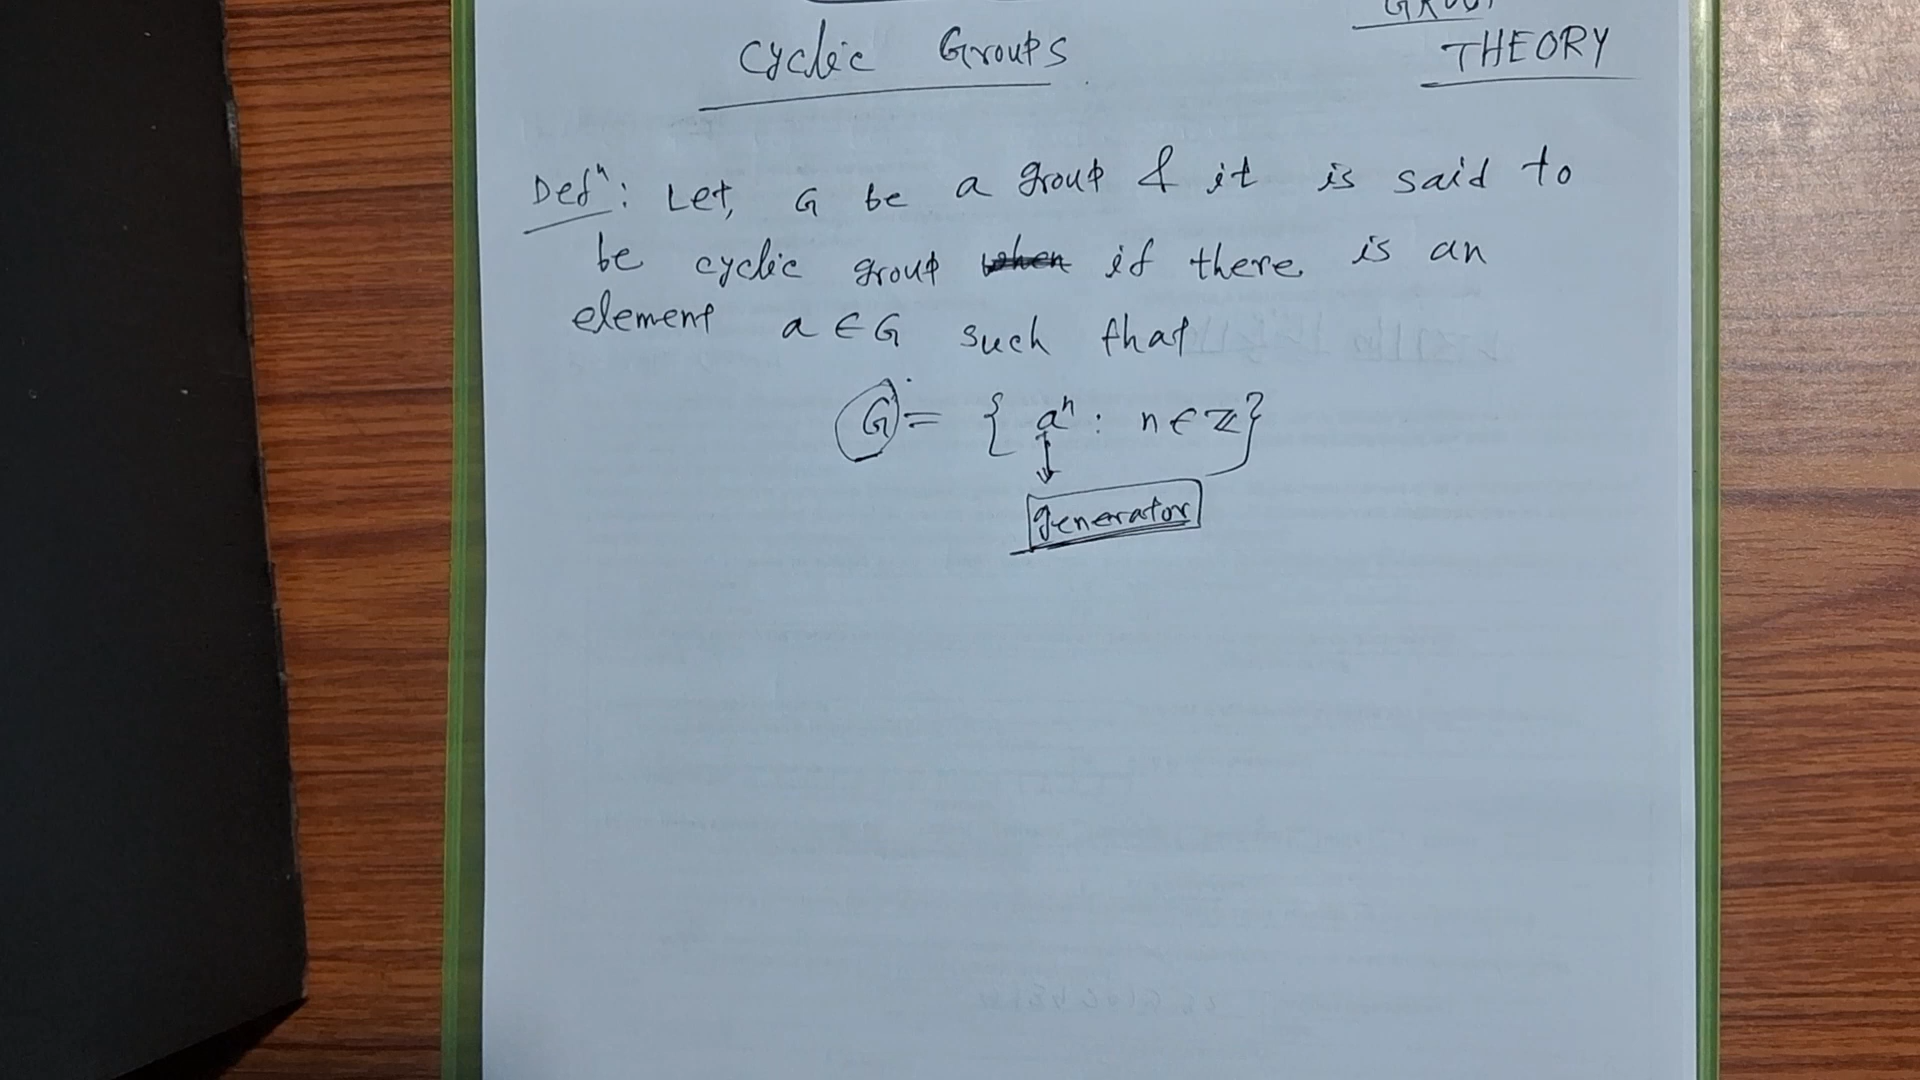 Cyclic Groups
THEORY
Defⁿ: Let, G be a group & it is said to
be cyclic group when if there is an
element a ∈ G such that
G = { aⁿ : n ∈ ℤ}
generator